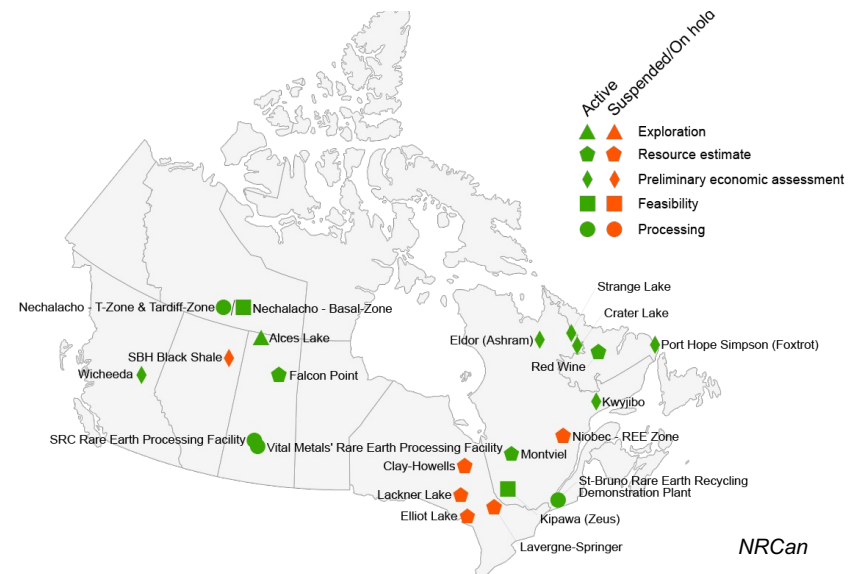 Active
Suspended/On hold
Exploration
Resource estimate
Preliminary economic assessment
Feasibility
Processing
Strange Lake
Crater Lake
Nechalacho - T-Zone & Tardiff-Zone
/
Nechalacho - Basal-Zone
Alces Lake
Eldor (Ashram)
Port Hope Simpson (Foxtrot)
SBH Black Shale
Red Wine
Wicheeda
Falcon Point
Kwyjibo
SRC Rare Earth Processing Facility
Vital Metals' Rare Earth Processing Facility
Niobec - REE Zone
Montviel
Clay-Howells
St-Bruno Rare Earth Recycling
Demonstration Plant
Lackner Lake
Elliot Lake
Kipawa (Zeus)
Lavergne-Springer
NRCan